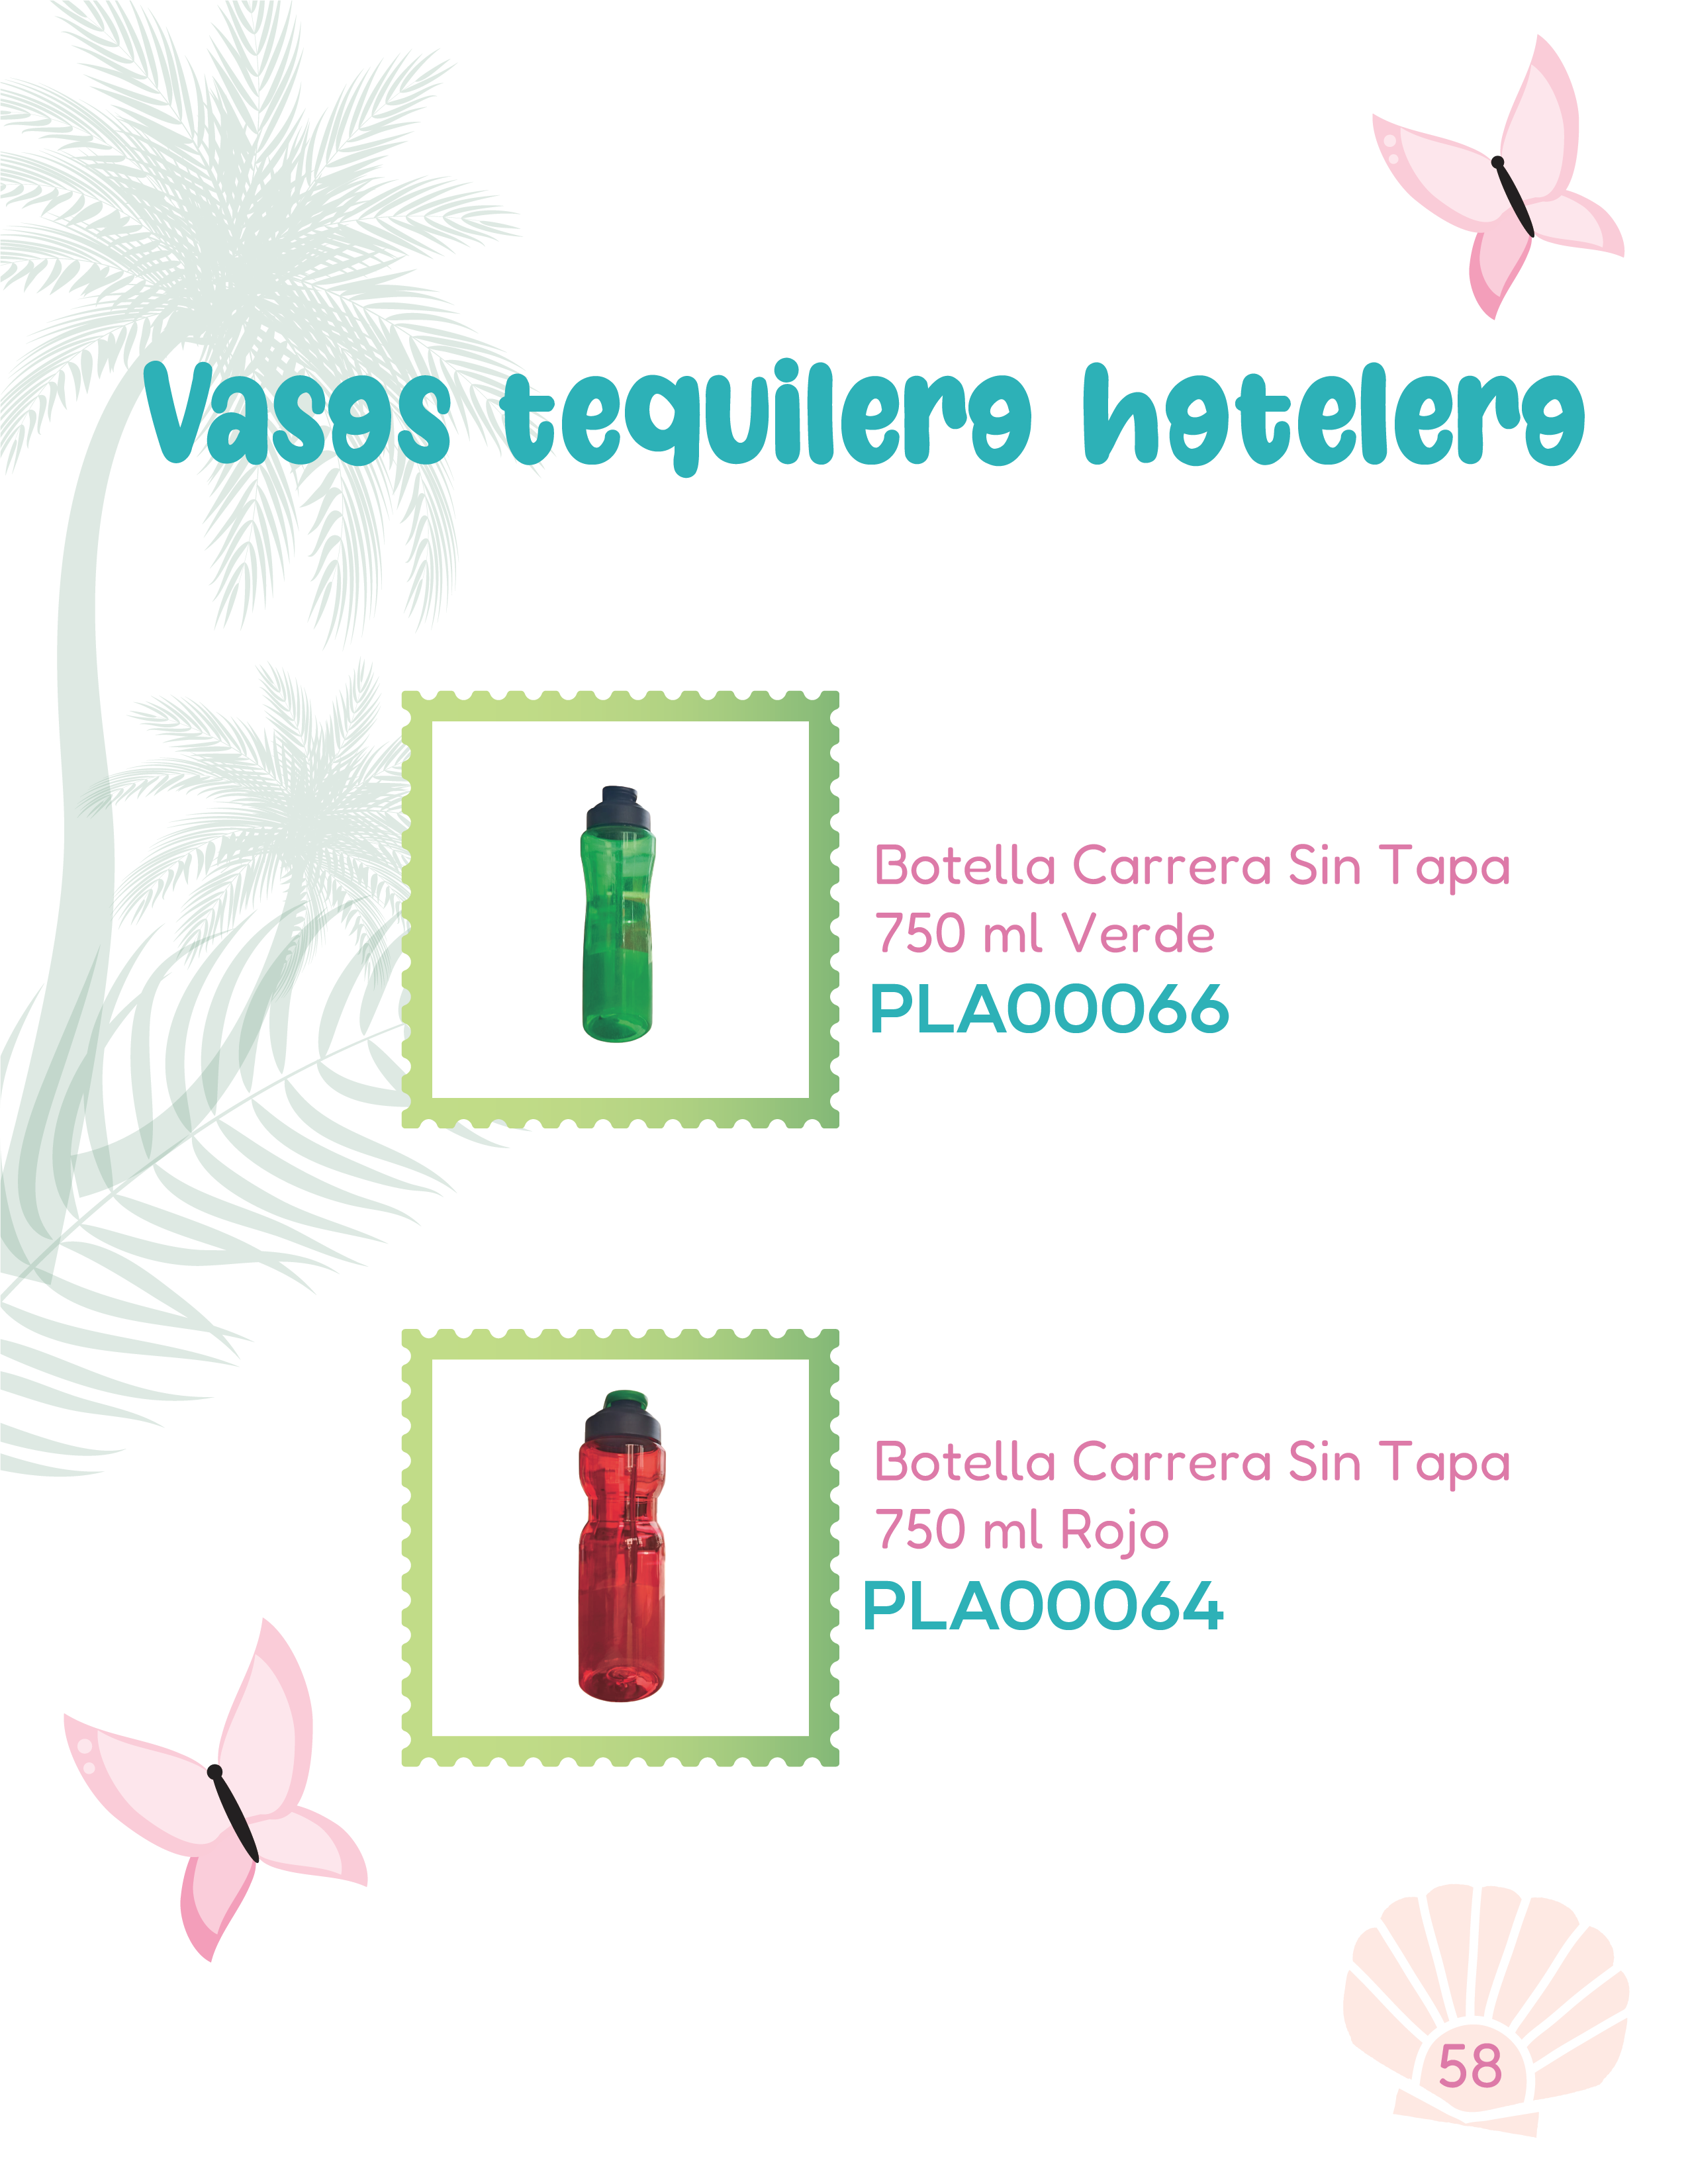 Vasos tequilero hotelero
Botella Carrera Sin Tapa
750 ml Verde
PLA00066
Botella Carrera Sin Tapa
750 ml Rojo
PLA00064
58